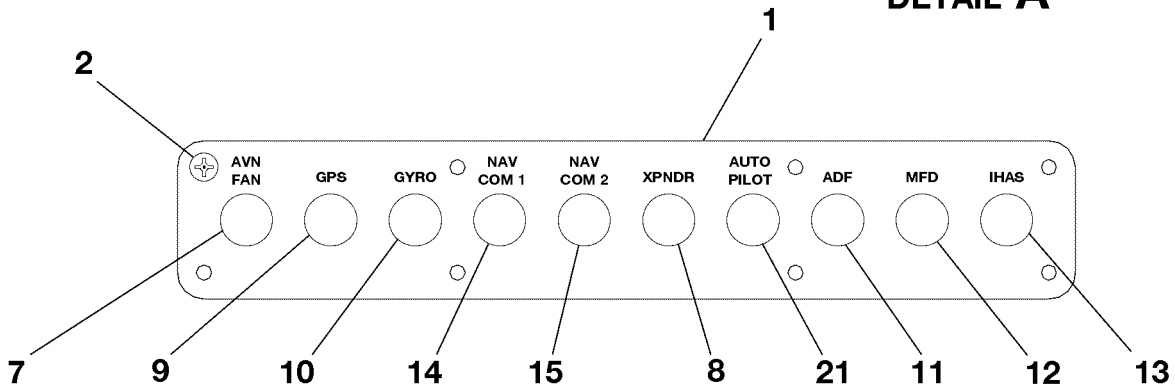 DETAIL A
1
2
AVN
FAN
GPS
GYRO
NAV
COM 1
NAV
COM 2
XPNDR
AUTO
PILOT
ADF
MFD
IHAS
7
9
10
14
15
8
21
11
12
13